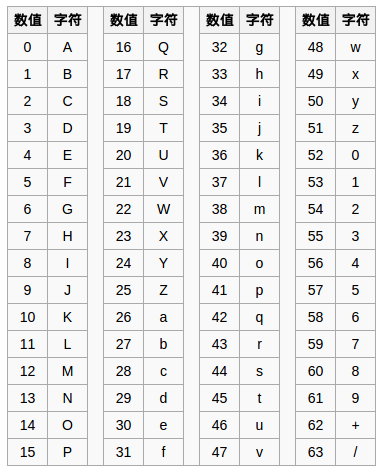 数值 字符 数值 字符 数值 字符 数值 字符
0 A 16 Q 32 g 48 w
1 B 17 R 33 h 49 x
2 C 18 S 34 i 50 y
3 D 19 T 35 j 51 z
4 E 20 U 36 k 52 0
5 F 21 V 37 l 53 1
6 G 22 W 38 m 54 2
7 H 23 X 39 n 55 3
8 I 24 Y 40 o 56 4
9 J 25 Z 41 p 57 5
10 K 26 a 42 q 58 6
11 L 27 b 43 r 59 7
12 M 28 c 44 s 60 8
13 N 29 d 45 t 61 9
14 O 30 e 46 u 62 +
15 P 31 f 47 v 63 /